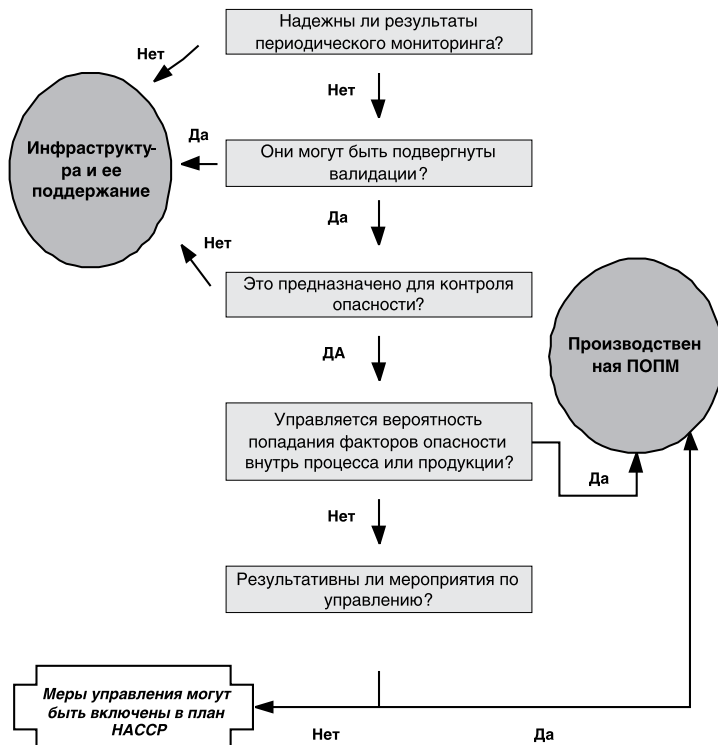 Надежны ли результаты
периодического мониторинга?
Нет
Нет
Инфраструкту-
ра и ее
поддержание
Да
Они могут быть подвергнуты
валидации?
Да
Нет
Это предназначено для контроля
опасности?
ДА
Производствен
ная ПОПМ
Управляется вероятность
попадания факторов опасности
внутрь процесса или продукции?
Да
Нет
Результативны ли мероприятия по
управлению?
Меры управления могут
быть включены в план
НАССР
Нет
Да